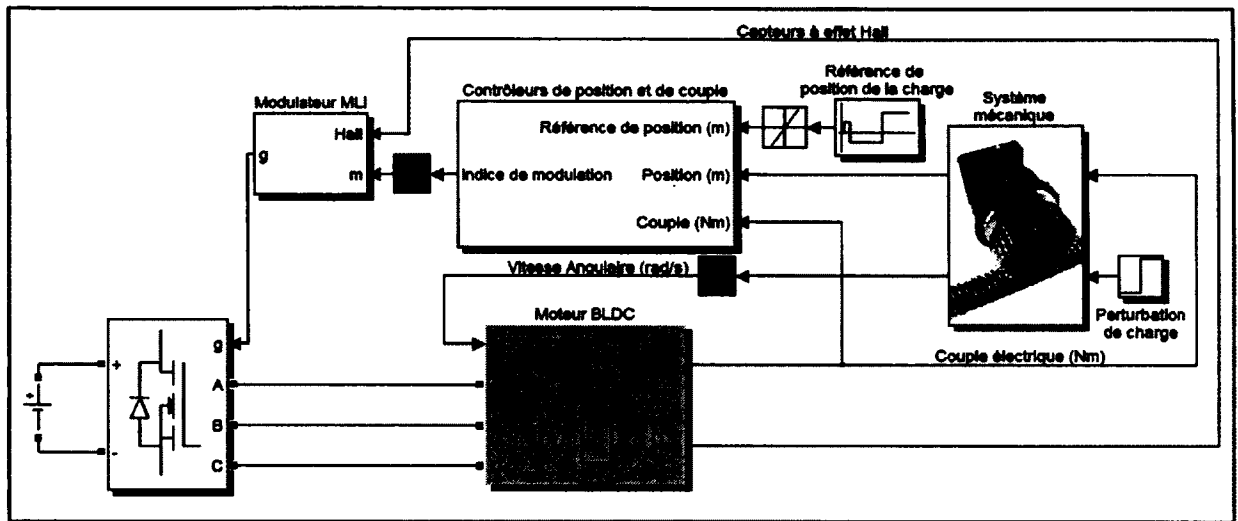 Capteurs à effet Hall
Modulateur MLI
Hall
g
m
Contrôleurs de position et de couple
Référence de position (m)
Indice de modulation
Position (m)
Couple (Nm)
Référence de
position de la charge
Système
mécanique
Vitesse Angulaire (rad/s)
Moteur BLDC
Perturbation
de charge
Couple électrique (Nm)
+
+
-
g
A
B
C